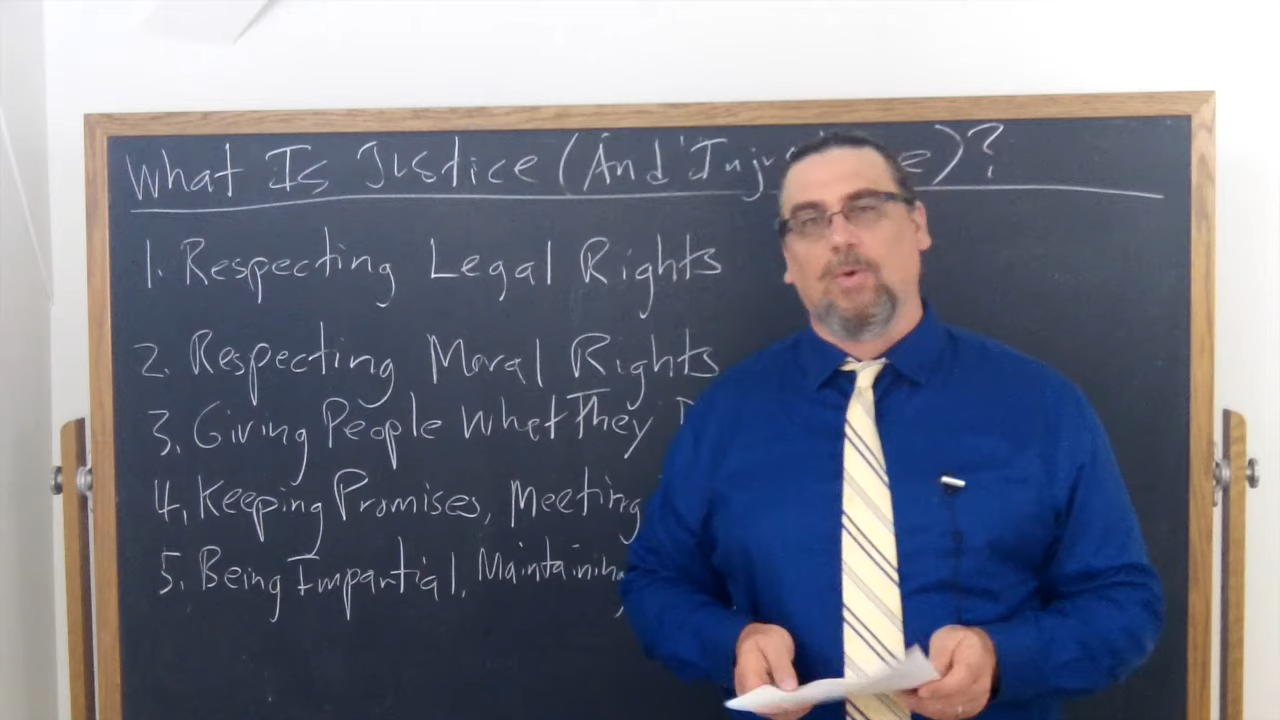 What Is Justice (And Inju e)?
1. Respecting Legal Rights
2. Respecting Moral Rights
3. Giving People What They
4. Keeping Promises, Meeting
5. Being Impartial, Maintaining